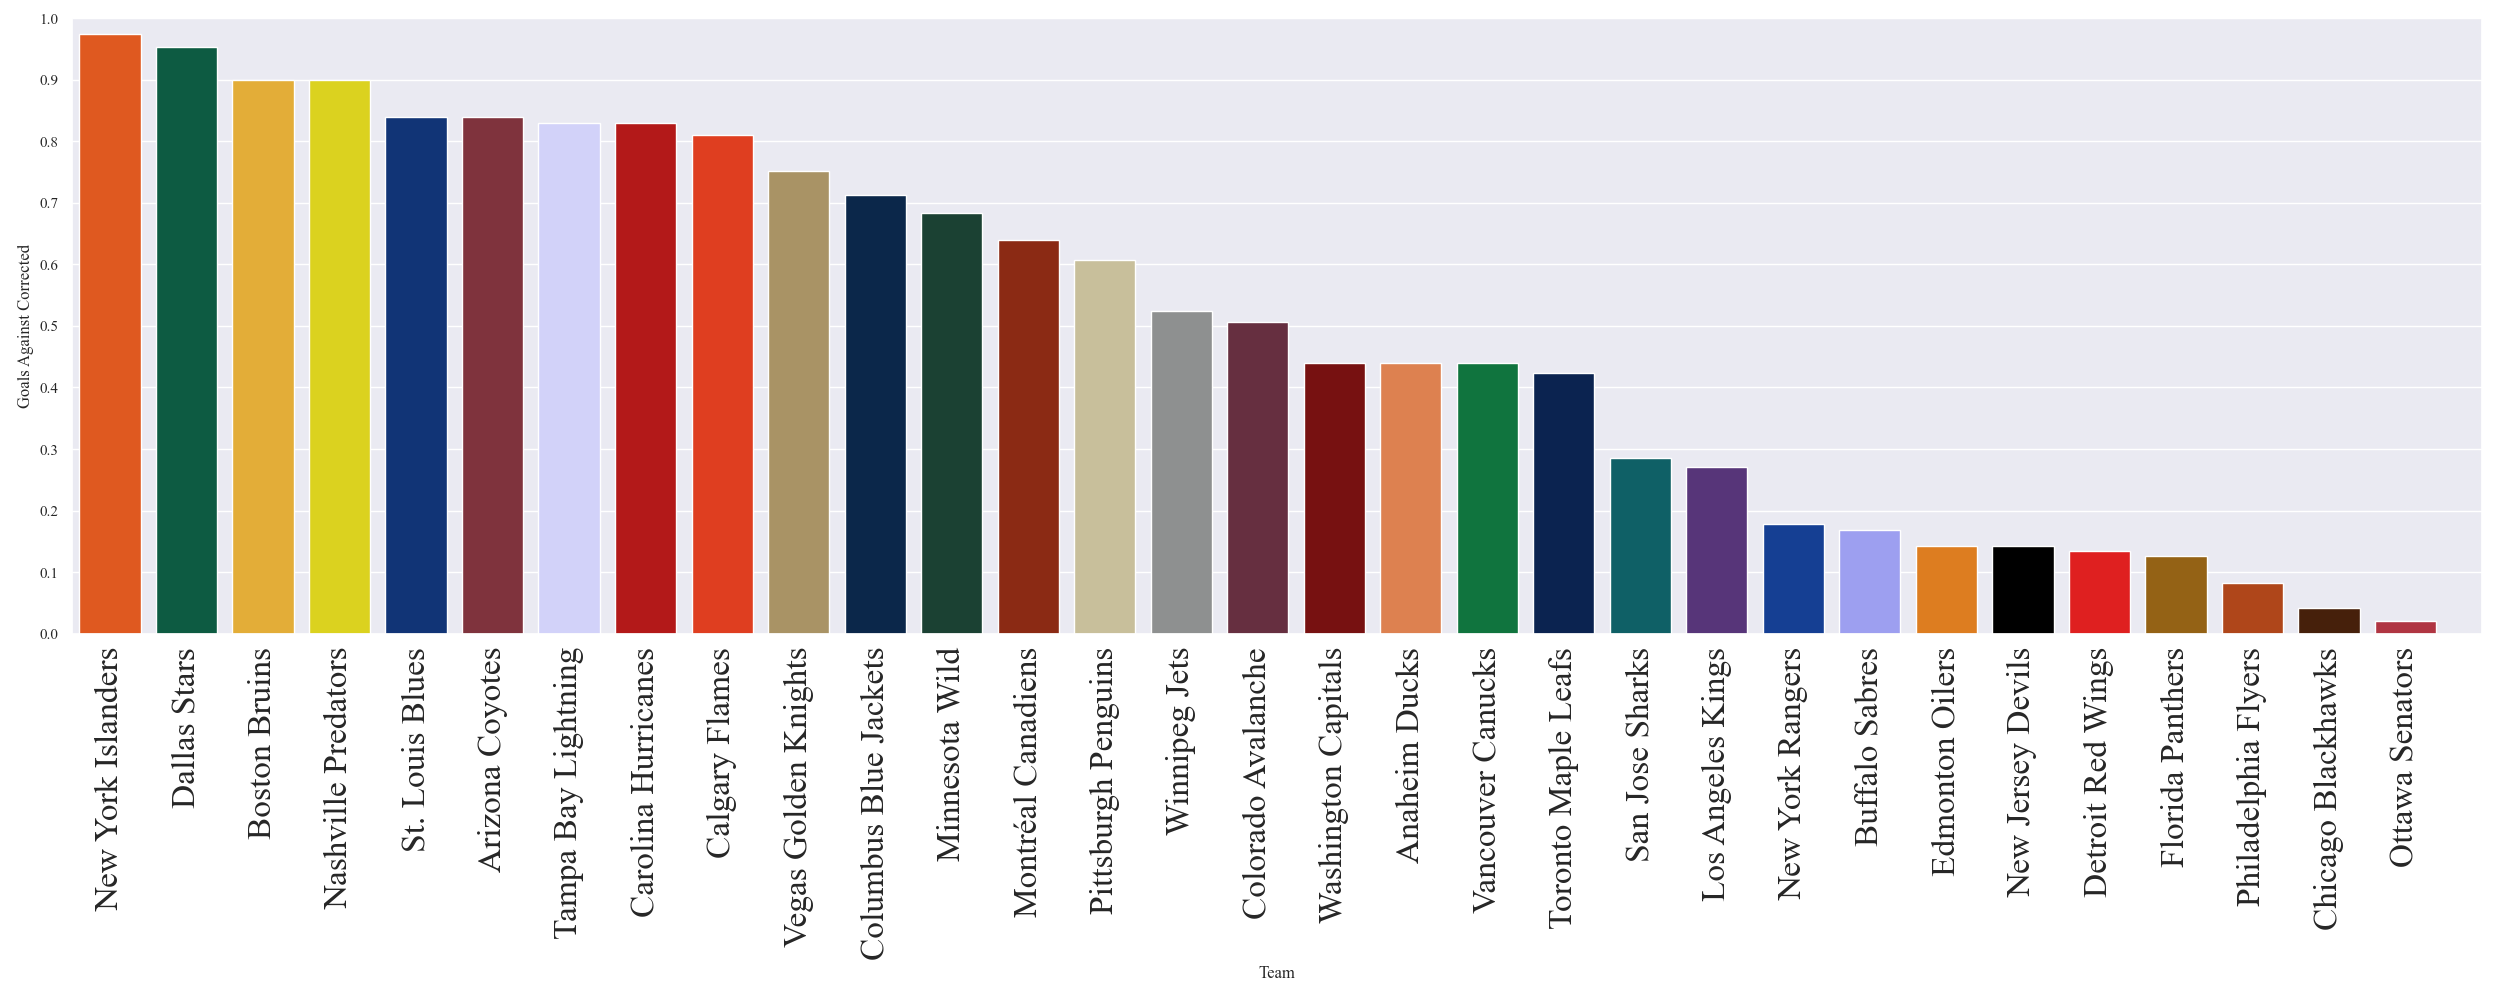 1.0
0.9
0.8
0.7
0.6
0.5
0.4
0.3
0.2
0.1
0.0
Goals Against Corrected
New York Islanders
Dallas Stars
Boston Bruins
Nashville Predators
St. Louis Blues
Arizona Coyotes
Tampa Bay Lightning
Carolina Hurricanes
Calgary Flames
Vegas Golden Knights
Columbus Blue Jackets
Minnesota Wild
Montréal Canadiens
Pittsburgh Penguins
Winnipeg Jets
Colorado Avalanche
Washington Capitals
Anaheim Ducks
Vancouver Canucks
Toronto Maple Leafs
San Jose Sharks
Los Angeles Kings
New York Rangers
Buffalo Sabres
Edmonton Oilers
New Jersey Devils
Detroit Red Wings
Florida Panthers
Philadelphia Flyers
Chicago Blackhawks
Ottawa Senators
Team